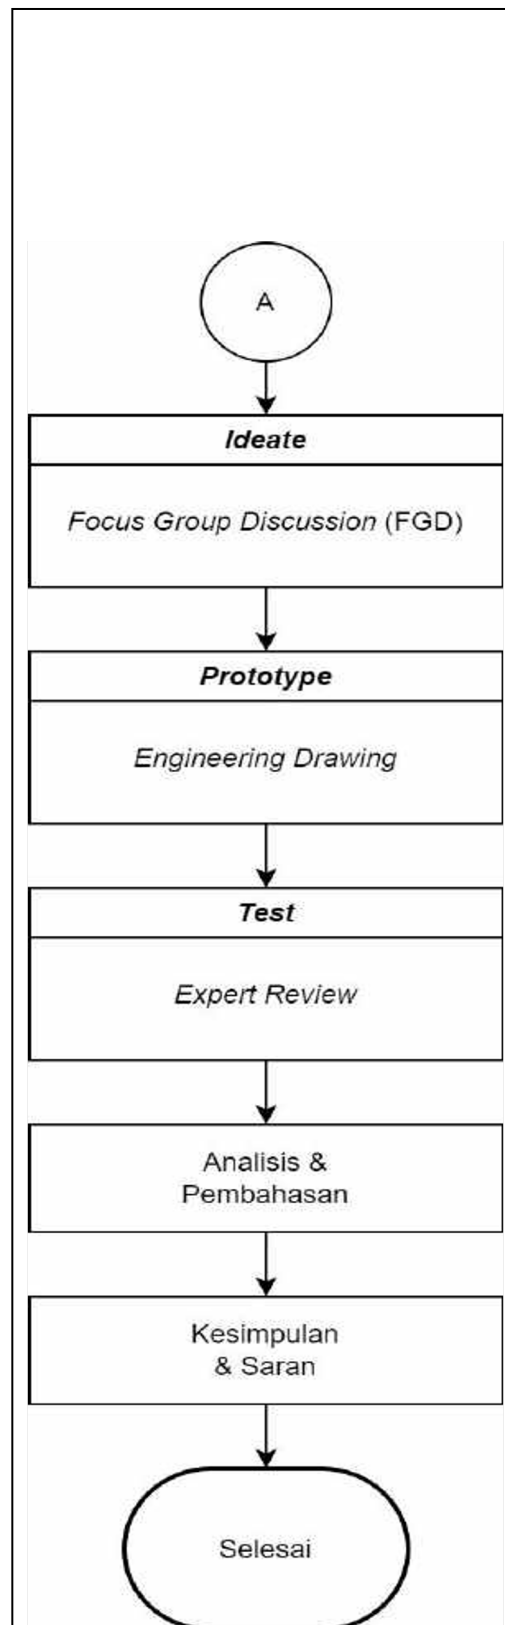 A
Ideate
Focus Group Discussion (FGD)
Prototype
Engineering Drawing
Test
Expert Review
Analisis &
Pembahasan
Kesimpulan
& Saran
Selesai